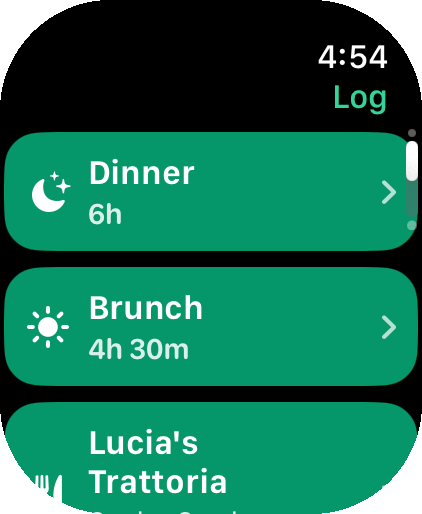 4:54
Log
Dinner
6h
Brunch
4h 30m
Lucia's
Trattoria